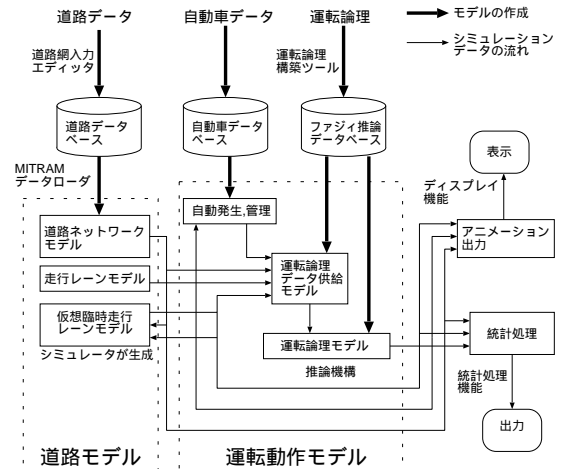 道路データ
自動車データ
運転論理
モデルの作成
シミュレーション
データの流れ
道路網入力
エディッタ
運転論理
構築ツール
道路データ
ベース
自動車データ
ベース
ファジィ推論
データベース
MITRAM
データローダ
表示
ディスプレイ
機能
自動発生,管理
道路ネットワーク
モデル
アニメーション
出力
走行レーンモデル
運転論理
データ供給
モデル
仮想臨時走行
レーンモデル
シミュレータが生成
運転論理モデル
推論機構
統計処理
統計処理
機能
出力
道路モデル
運転動作モデル